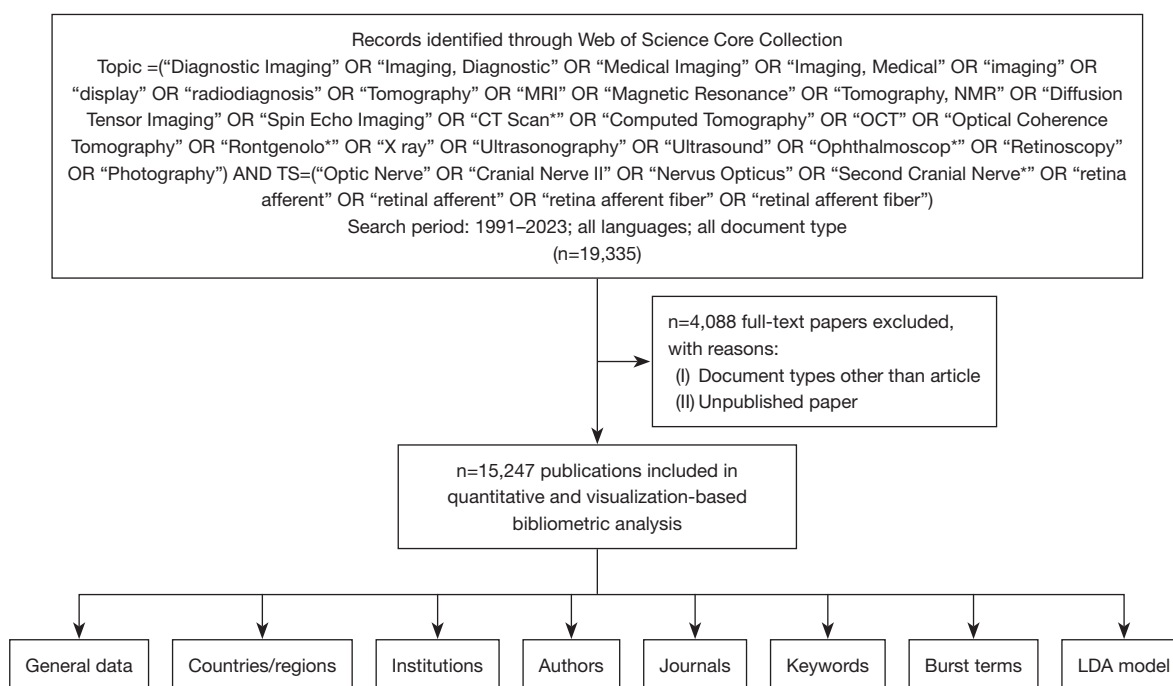 Records identified through Web of Science Core Collection
Topic =(“Diagnostic Imaging” OR “Imaging, Diagnostic” OR “Medical Imaging” OR “Imaging, Medical” OR “imaging” OR
“display” OR “radiodiagnosis” OR “Tomography” OR “MRI” OR “Magnetic Resonance” OR “Tomography, NMR” OR “Diffusion
Tensor Imaging” OR “Spin Echo Imaging” OR “CT Scan*” OR “Computed Tomography” OR “OCT” OR “Optical Coherence
Tomography” OR “Rontgenolo*” OR “X ray” OR “Ultrasonography” OR “Ultrasound” OR “Ophthalmoscop*” OR “Retinoscopy”
OR “Photography”) AND TS=(“Optic Nerve” OR “Cranial Nerve II” OR “Nervus Opticus” OR “Second Cranial Nerve*” OR “retina
afferent” OR “retinal afferent” OR “retina afferent fiber” OR “retinal afferent fiber”)
Search period: 1991–2023; all languages; all document type
(n=19,335)
n=4,088 full-text papers excluded,
with reasons:
(I) Document types other than article
(II) Unpublished paper
n=15,247 publications included in
quantitative and visualization-based
bibliometric analysis
General data
Countries/regions
Institutions
Authors
Journals
Keywords
Burst terms
LDA model